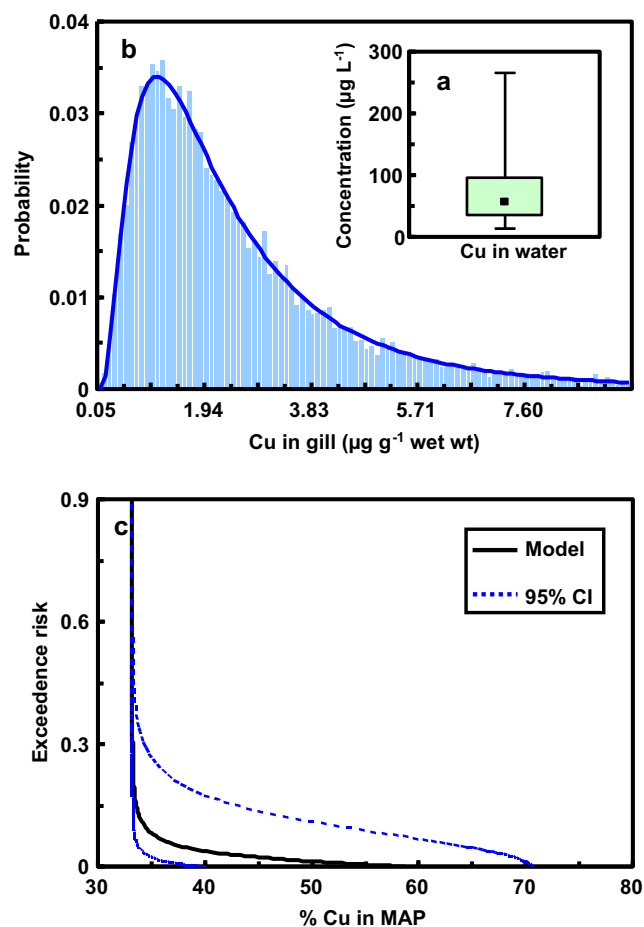 b
a
Probability
0.04
0.03
0.02
0.01
0
0.05
1.94
3.83
5.71
7.60
Cu in gill (µg g⁻¹ wet wt)
Concentration (µg L⁻¹)
300
200
100
0
Cu in water
c
Exceedence risk
0.9
0.6
0.3
0
30
40
50
60
70
80
% Cu in MAP
Model
95% CI